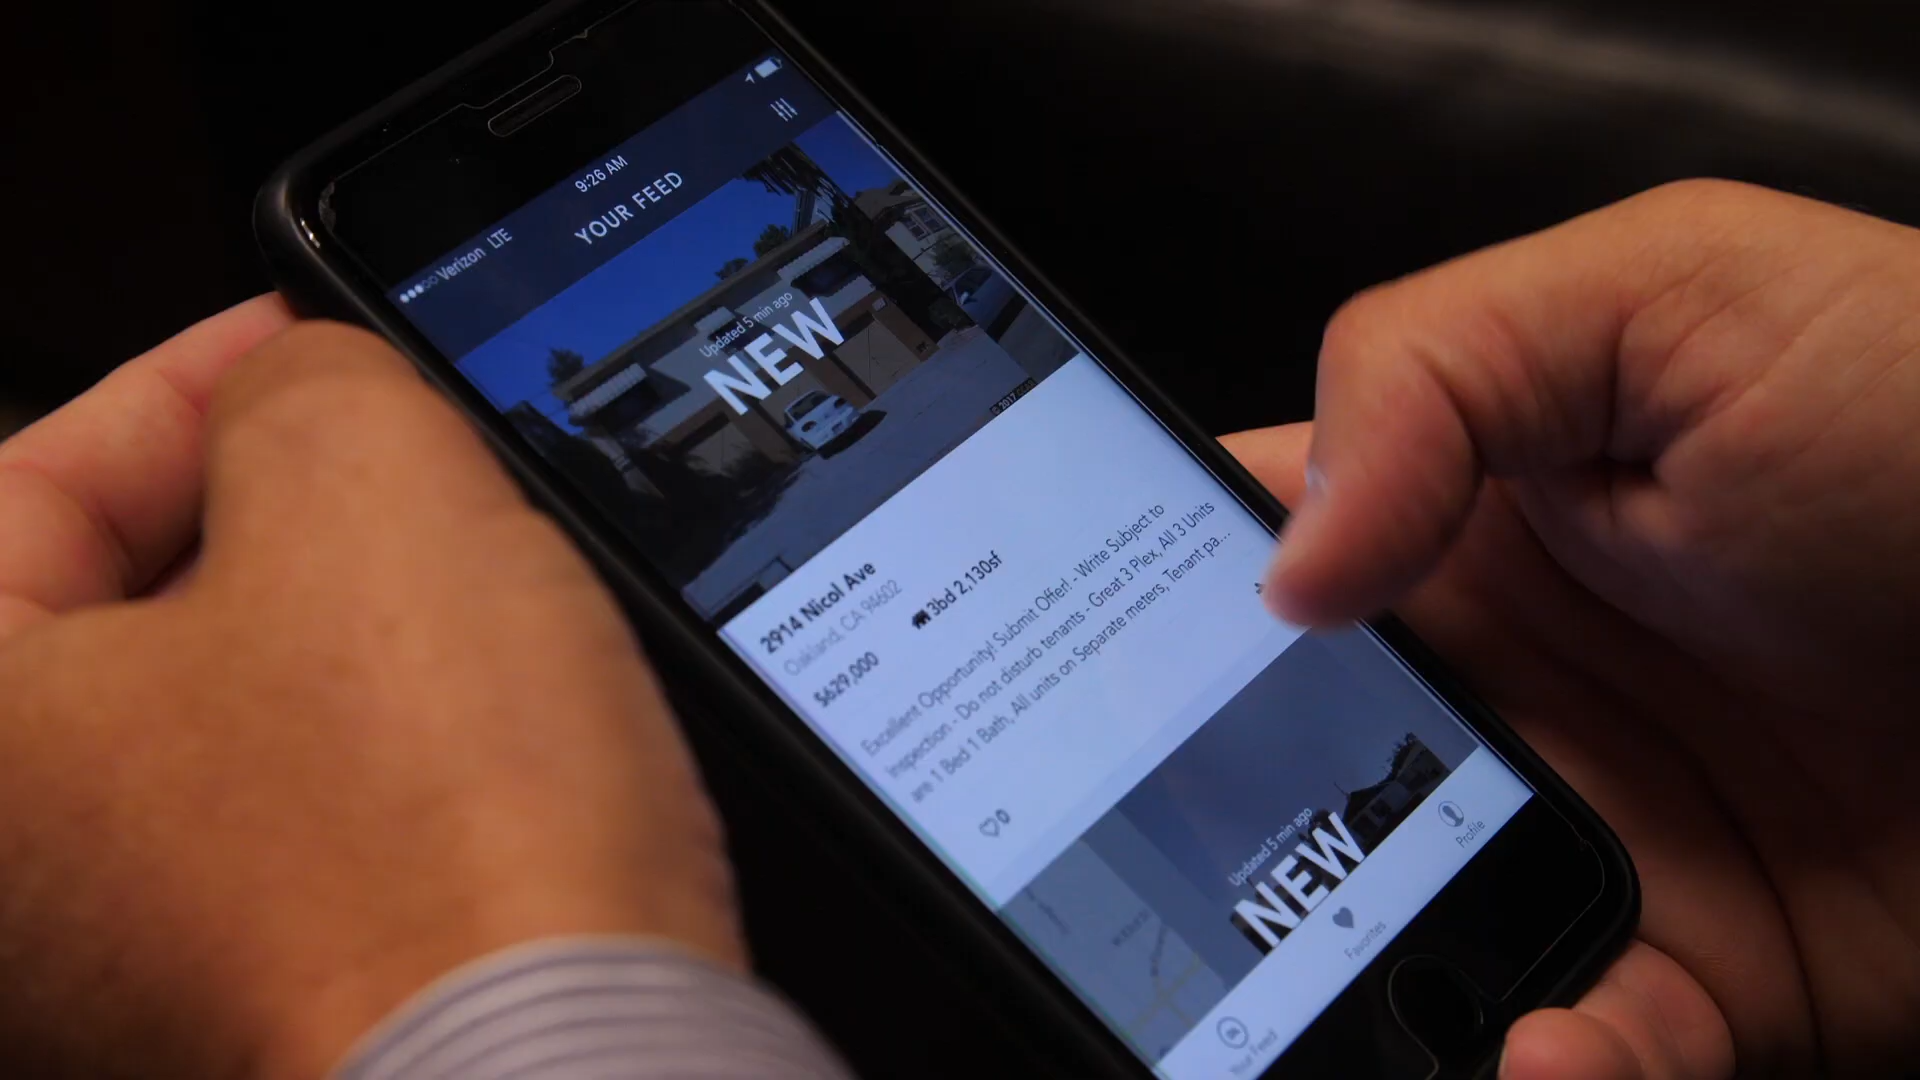 ●●●○○ Verizon LTE
9:26 AM
YOUR FEED
Updated 5 min ago
NEW
© 2017
2914 Nicol Ave
Oakland, CA 94602
$629,000
3bd 2,130sf
Excellent Opportunity! Submit Offer! - Write Subject to
Inspection - Do not disturb tenants - Great 3 Plex, All 3 Units
are 1 Bed 1 Bath, All units on Separate meters, Tenant pa...
0
Updated 5 min ago
NEW
Your Feed
Favorites
Profile